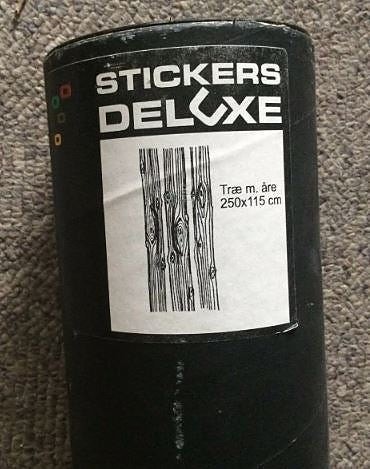 STICKERS
DELUXE
Træ m. åre
250x115 cm